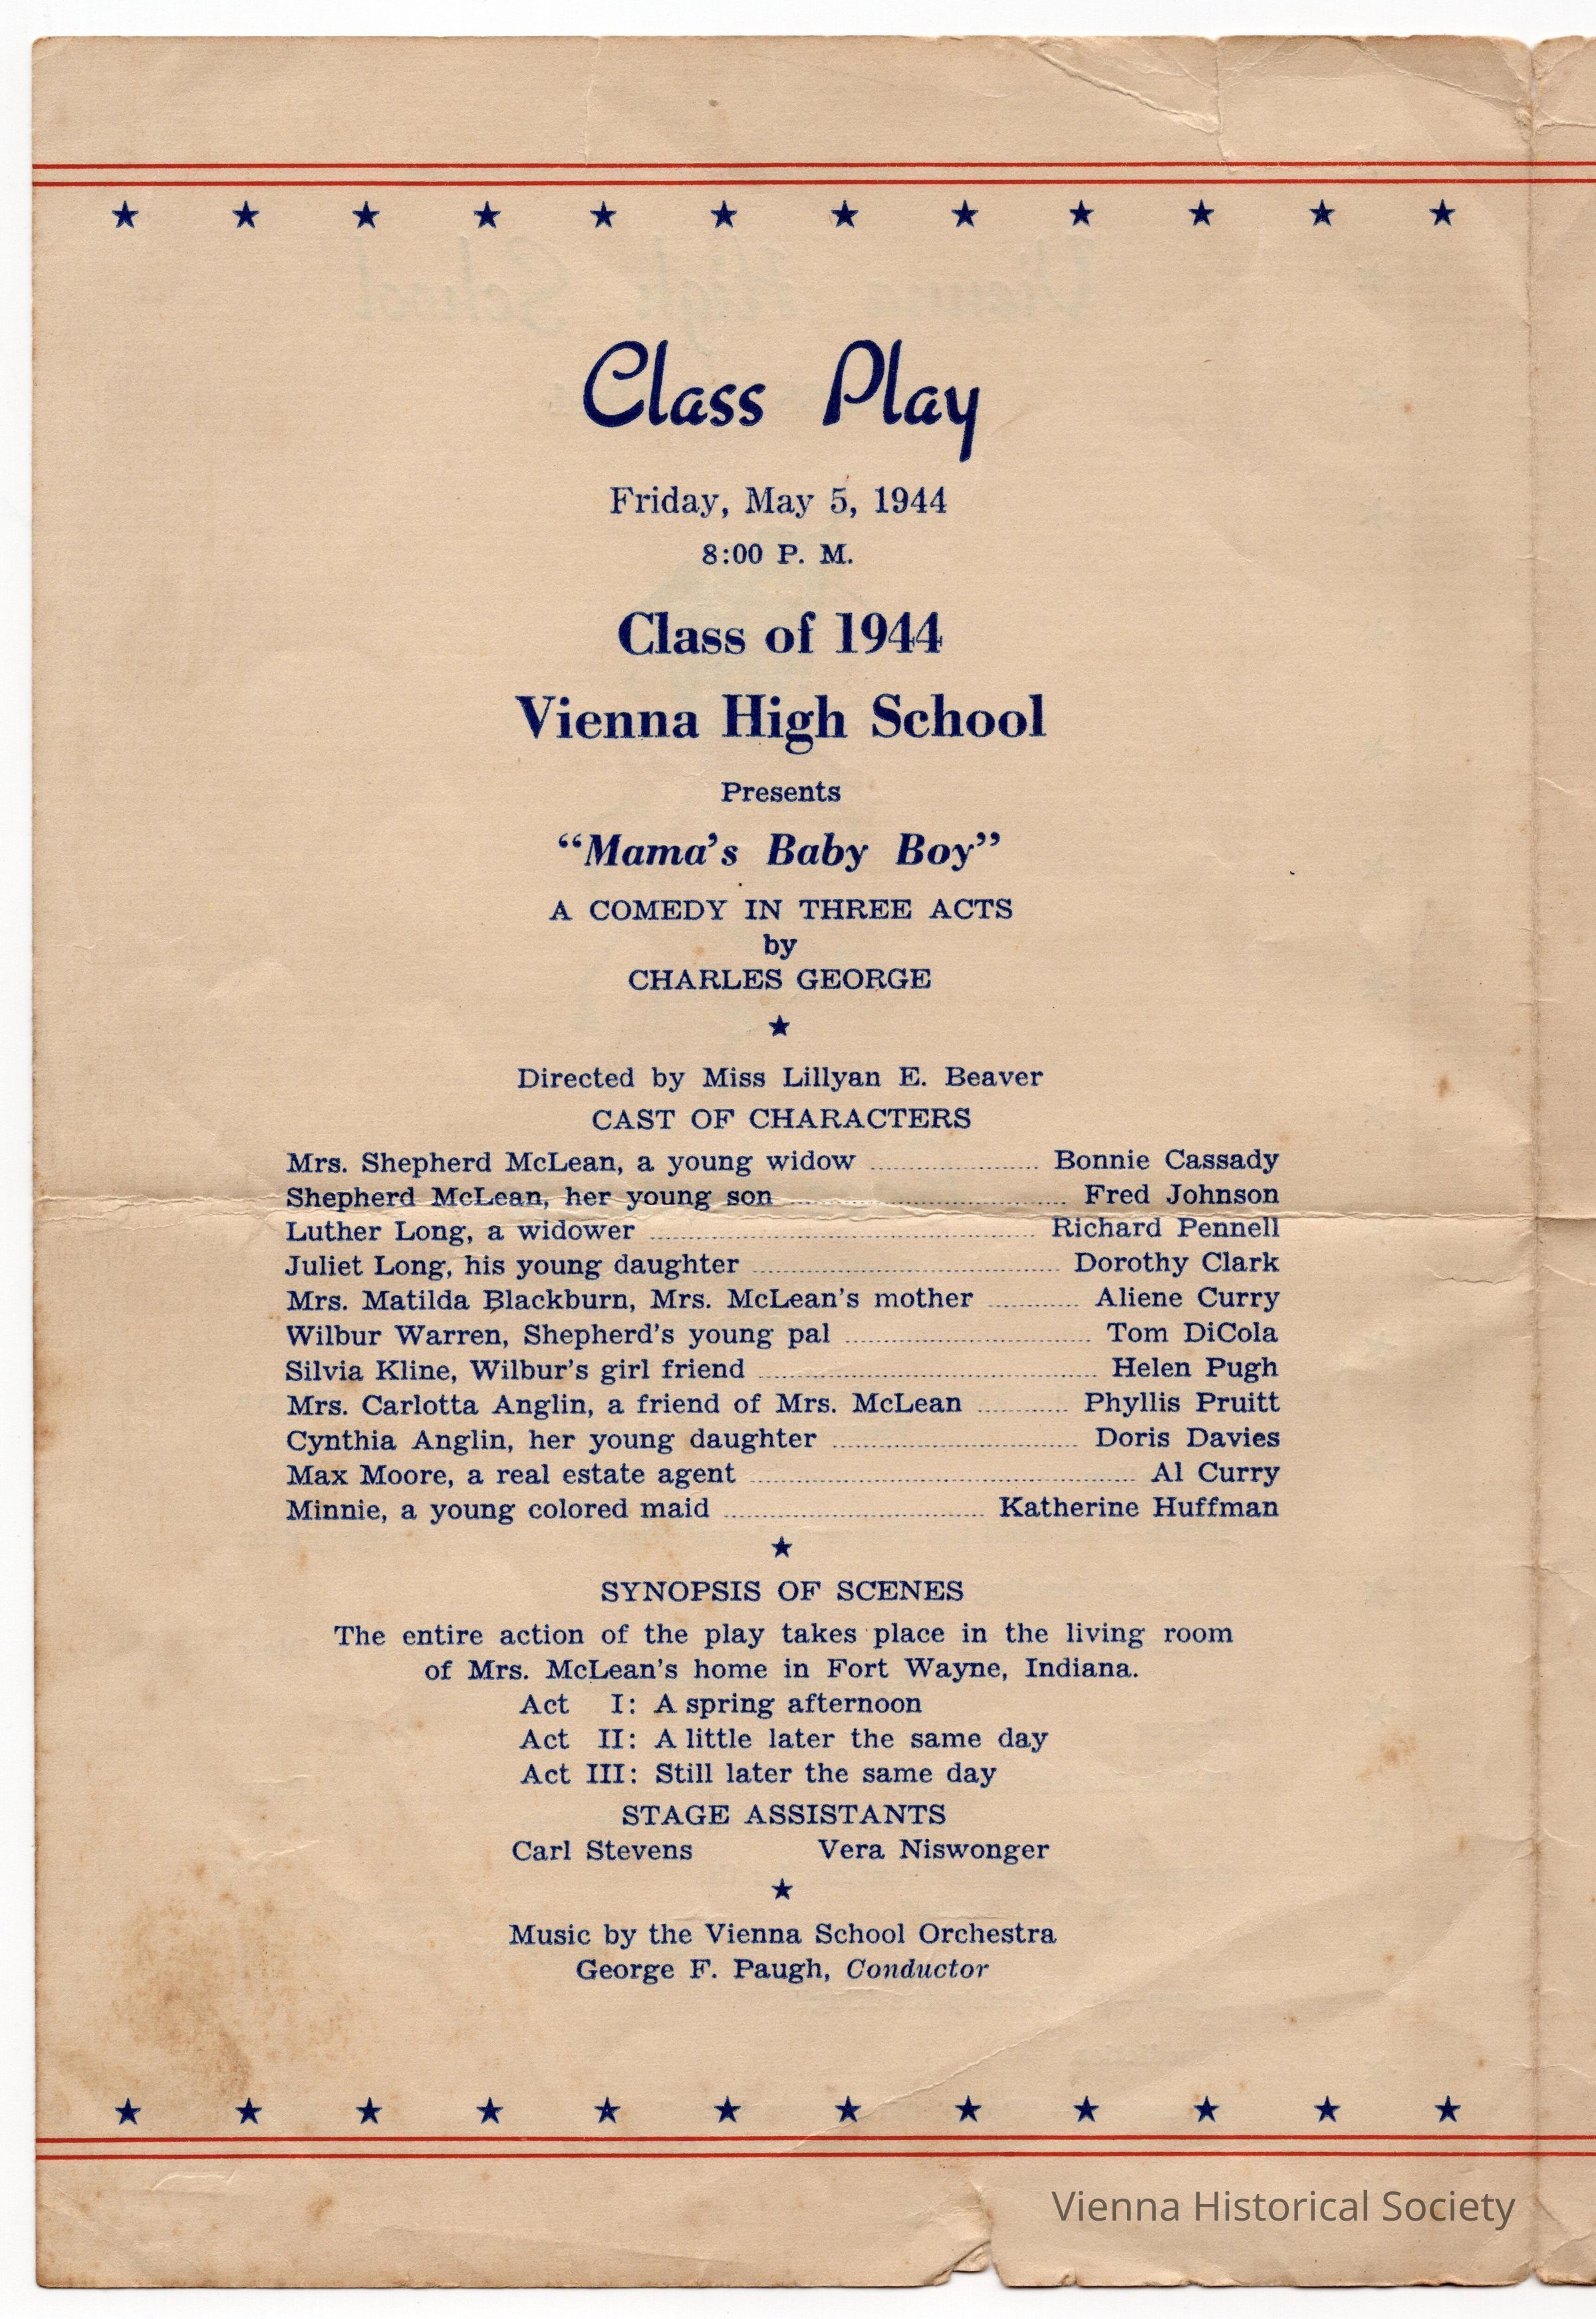 Class Play
Friday, May 5, 1944
8:00 P. M.
Class of 1944
Vienna High School
Presents
“Mama’s Baby Boy”
A COMEDY IN THREE ACTS
by
CHARLES GEORGE
Directed by Miss Lillyan E. Beaver
CAST OF CHARACTERS
Mrs. Shepherd McLean, a young widow ........ Bonnie Cassady
Shepherd McLean, her young son ........ Fred Johnson
Luther Long, a widower ........ Richard Pennell
Juliet Long, his young daughter ........ Dorothy Clark
Mrs. Matilda Blackburn, Mrs. McLean’s mother ........ Aliene Curry
Wilbur Warren, Shepherd’s young pal ........ Tom DiCola
Silvia Kline, Wilbur’s girl friend ........ Helen Pugh
Mrs. Carlotta Anglin, a friend of Mrs. McLean ........ Phyllis Pruitt
Cynthia Anglin, her young daughter ........ Doris Davies
Max Moore, a real estate agent ........ Al Curry
Minnie, a young colored maid ........ Katherine Huffman
SYNOPSIS OF SCENES
The entire action of the play takes place in the living room
of Mrs. McLean’s home in Fort Wayne, Indiana.
Act I: A spring afternoon
Act II: A little later the same day
Act III: Still later the same day
STAGE ASSISTANTS
Carl Stevens Vera Niswonger
Music by the Vienna School Orchestra
George F. Paugh, Conductor
Vienna Historical Society